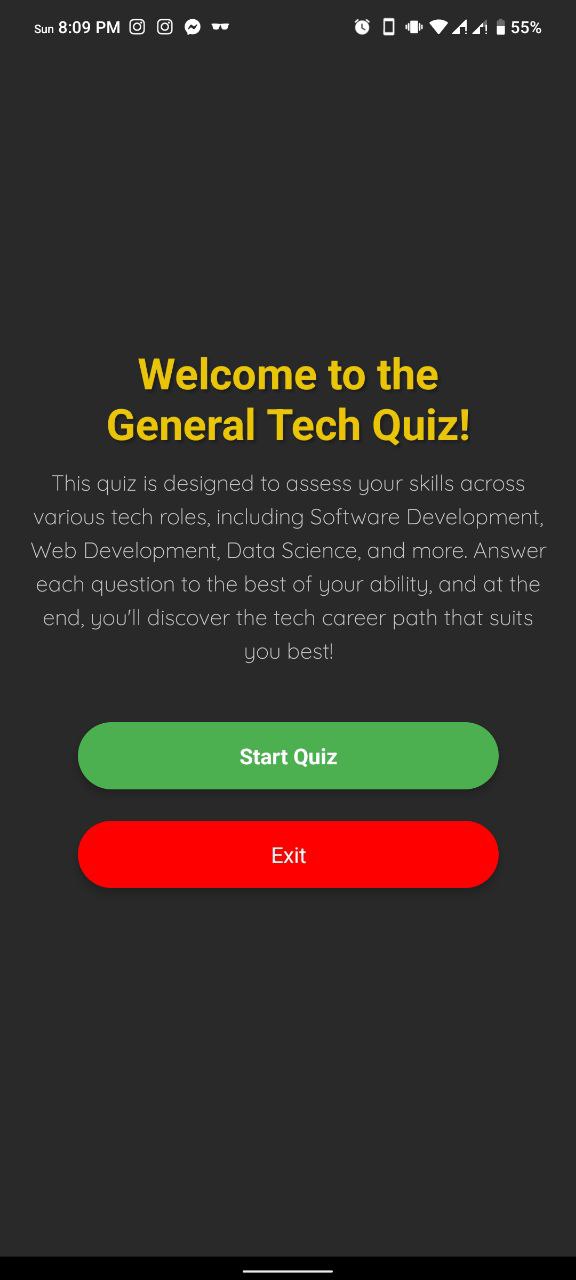 Sun 8:09 PM 55%
Welcome to the
General Tech Quiz!
This quiz is designed to assess your skills across
various tech roles, including Software Development,
Web Development, Data Science, and more. Answer
each question to the best of your ability, and at the
end, you'll discover the tech career path that suits
you best!
Start Quiz
Exit